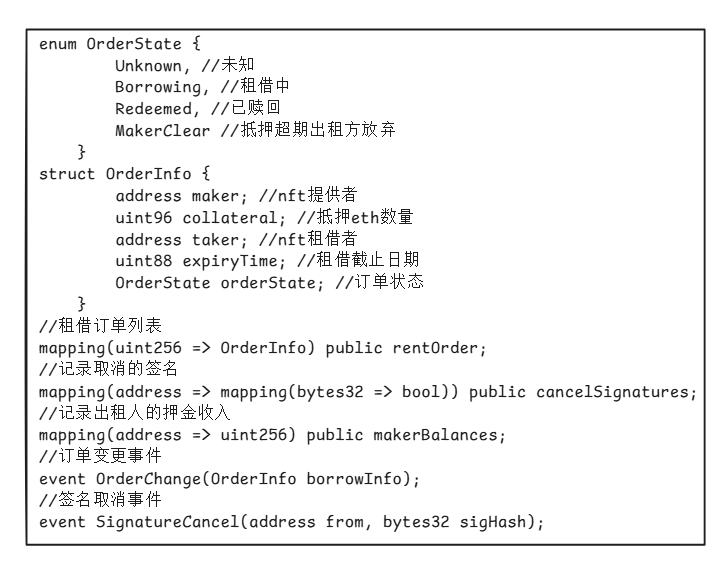 enum OrderState {
        Unknown, //未知
        Borrowing, //租借中
        Redeemed, //已赎回
        MakerClear //抵押超期出租方放弃
    }
struct OrderInfo {
        address maker; //nft提供者
        uint96 collateral; //抵押eth数量
        address taker; //nft租借者
        uint88 expiryTime; //租借截止日期
        OrderState orderState; //订单状态
    }
//租借订单列表
mapping(uint256 => OrderInfo) public rentOrder;
//记录取消的签名
mapping(address => mapping(bytes32 => bool)) public cancelSignatures;
//记录出租人的押金收入
mapping(address => uint256) public makerBalances;
//订单变更事件
event OrderChange(OrderInfo borrowInfo);
//签名取消事件
event SignatureCancel(address from, bytes32 sigHash);